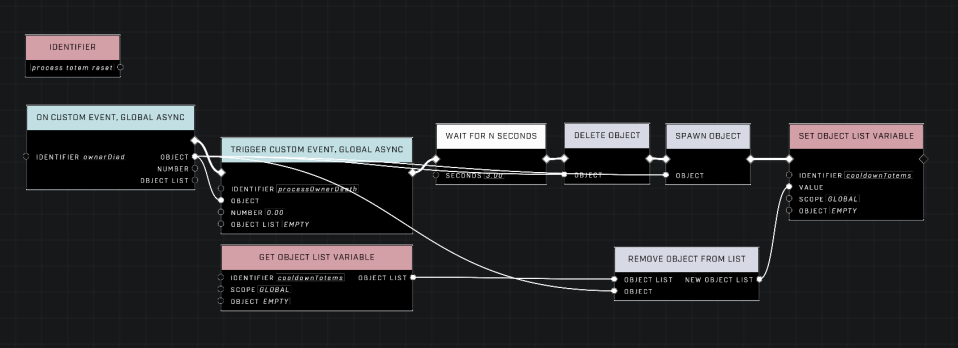 IDENTIFIER
process totem reset
ON CUSTOM EVENT, GLOBAL ASYNC
IDENTIFIER ownerDied
OBJECT
NUMBER
OBJECT LIST
TRIGGER CUSTOM EVENT, GLOBAL ASYNC
IDENTIFIER processOwnerDeath
OBJECT
NUMBER 0.00
OBJECT LIST EMPTY
WAIT FOR N SECONDS
SECONDS 3.00
DELETE OBJECT
OBJECT
SPAWN OBJECT
OBJECT
SET OBJECT LIST VARIABLE
IDENTIFIER cooldownTotems
VALUE
SCOPE GLOBAL
OBJECT EMPTY
GET OBJECT LIST VARIABLE
IDENTIFIER cooldownTotems OBJECT LIST
SCOPE GLOBAL
OBJECT EMPTY
REMOVE OBJECT FROM LIST
OBJECT LIST NEW OBJECT LIST
OBJECT